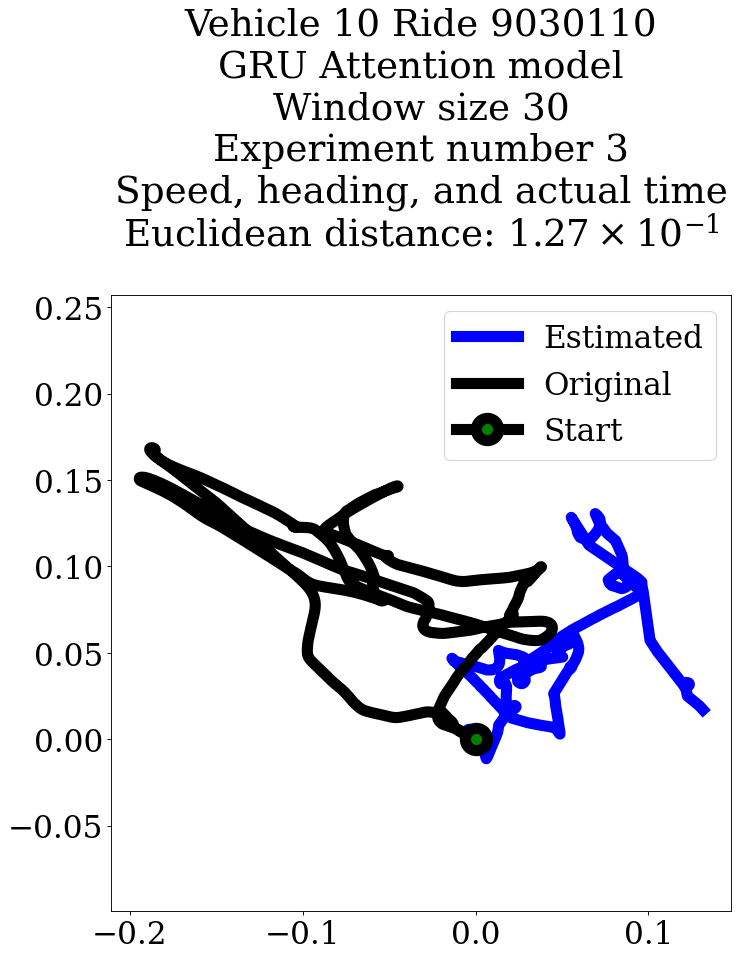 Vehicle 10 Ride 9030110
GRU Attention model
Window size 30
Experiment number 3
Speed, heading, and actual time
Euclidean distance: 1.27 × 10⁻¹
Estimated
Original
Start
0.25
0.20
0.15
0.10
0.05
0.00
−0.05
−0.2 −0.1 0.0 0.1